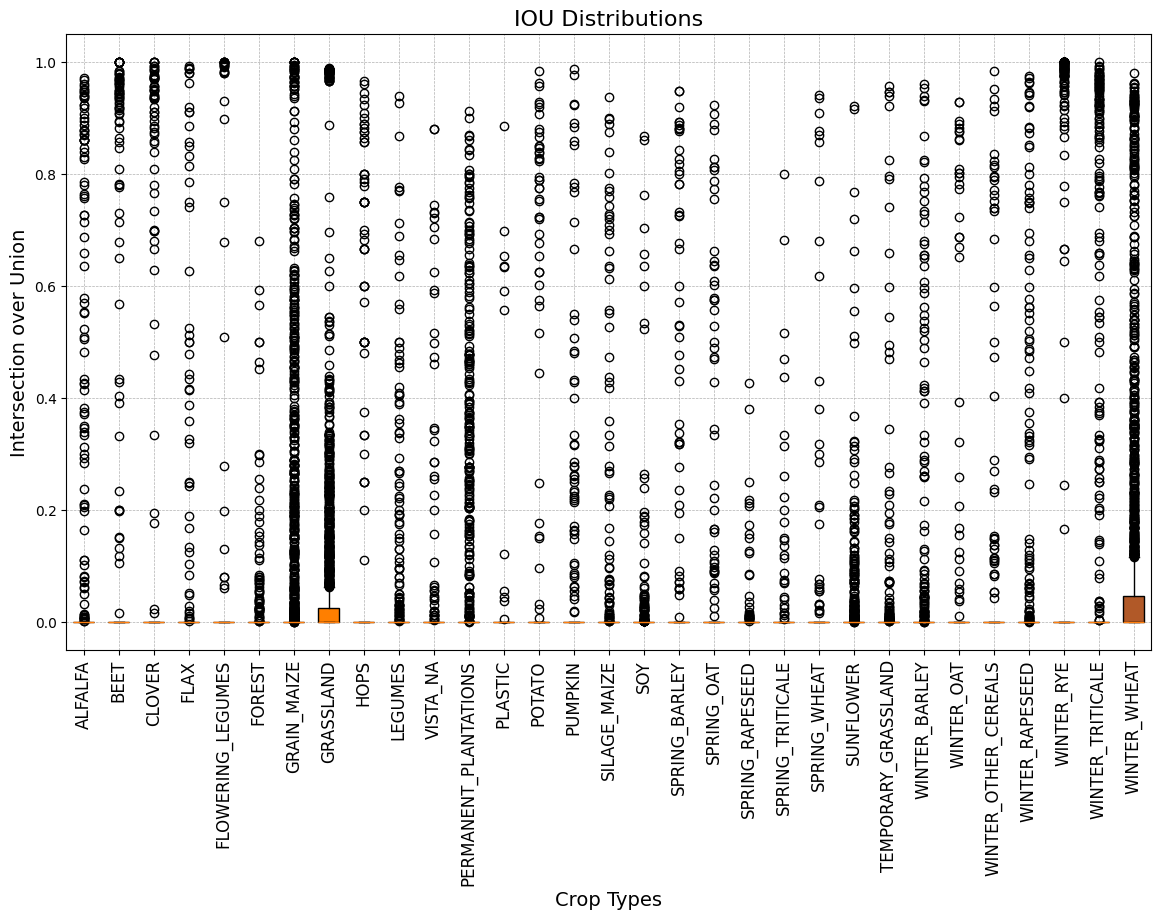 IOU Distributions
Intersection over Union
1.0
0.8
0.6
0.4
0.2
0.0
ALFALFA
BEET
CLOVER
FLAX
FLOWERING_LEGUMES
FOREST
GRAIN_MAIZE
GRASSLAND
HOPS
LEGUMES
VISTA_NA
PERMANENT_PLANTATIONS
PLASTIC
POTATO
PUMPKIN
SILAGE_MAIZE
SOY
SPRING_BARLEY
SPRING_OAT
SPRING_RAPESEED
SPRING_TRITICALE
SPRING_WHEAT
SUNFLOWER
TEMPORARY_GRASSLAND
WINTER_BARLEY
WINTER_OAT
WINTER_OTHER_CEREALS
WINTER_RAPESEED
WINTER_RYE
WINTER_TRITICALE
WINTER_WHEAT
Crop Types